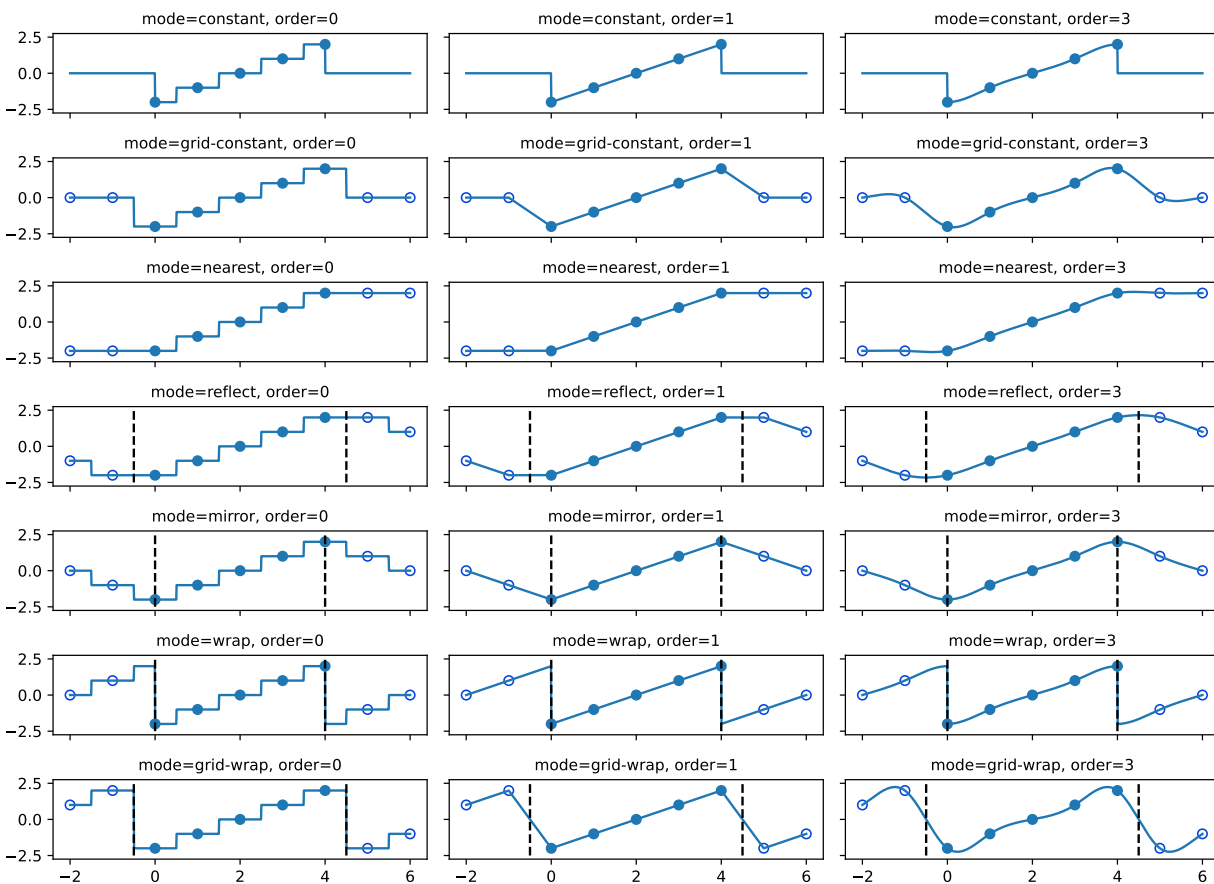 mode=constant, order=0 mode=constant, order=1 mode=constant, order=3
2.5
0.0
−2.5
mode=grid-constant, order=0 mode=grid-constant, order=1 mode=grid-constant, order=3
2.5
0.0
−2.5
mode=nearest, order=0 mode=nearest, order=1 mode=nearest, order=3
2.5
0.0
−2.5
mode=reflect, order=0 mode=reflect, order=1 mode=reflect, order=3
2.5
0.0
−2.5
mode=mirror, order=0 mode=mirror, order=1 mode=mirror, order=3
2.5
0.0
−2.5
mode=wrap, order=0 mode=wrap, order=1 mode=wrap, order=3
2.5
0.0
−2.5
mode=grid-wrap, order=0 mode=grid-wrap, order=1 mode=grid-wrap, order=3
2.5
0.0
−2.5
−2 0 2 4 6 −2 0 2 4 6 −2 0 2 4 6